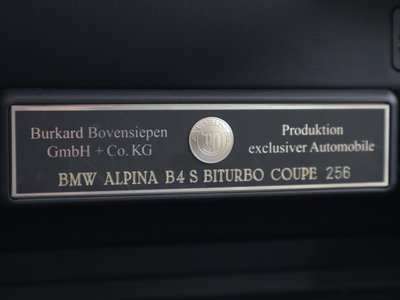 Burkard Bovensiepen
GmbH + Co. KG
Produktion
exclusiver Automobile
BMW ALPINA B4 S BITURBO COUPE 256